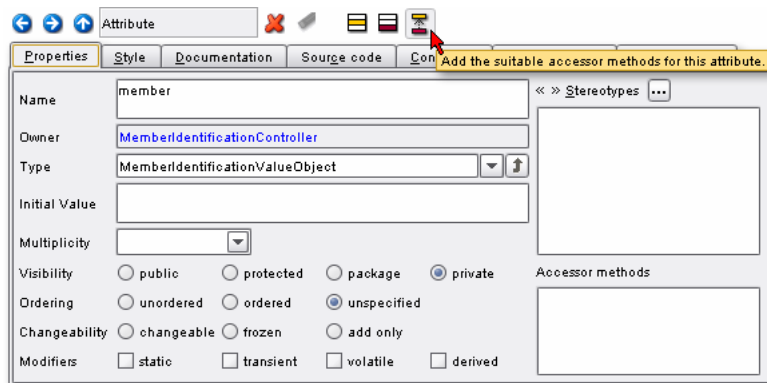 Attribute
Properties Style Documentation Source code Con
Add the suitable accessor methods for this attribute.
Name member « » Stereotypes ...
Owner MemberIdentificationController
Type MemberIdentificationValueObject
Initial Value
Multiplicity
Visibility public protected package private Accessor methods
Ordering unordered ordered unspecified
Changeability changeable frozen add only
Modifiers static transient volatile derived